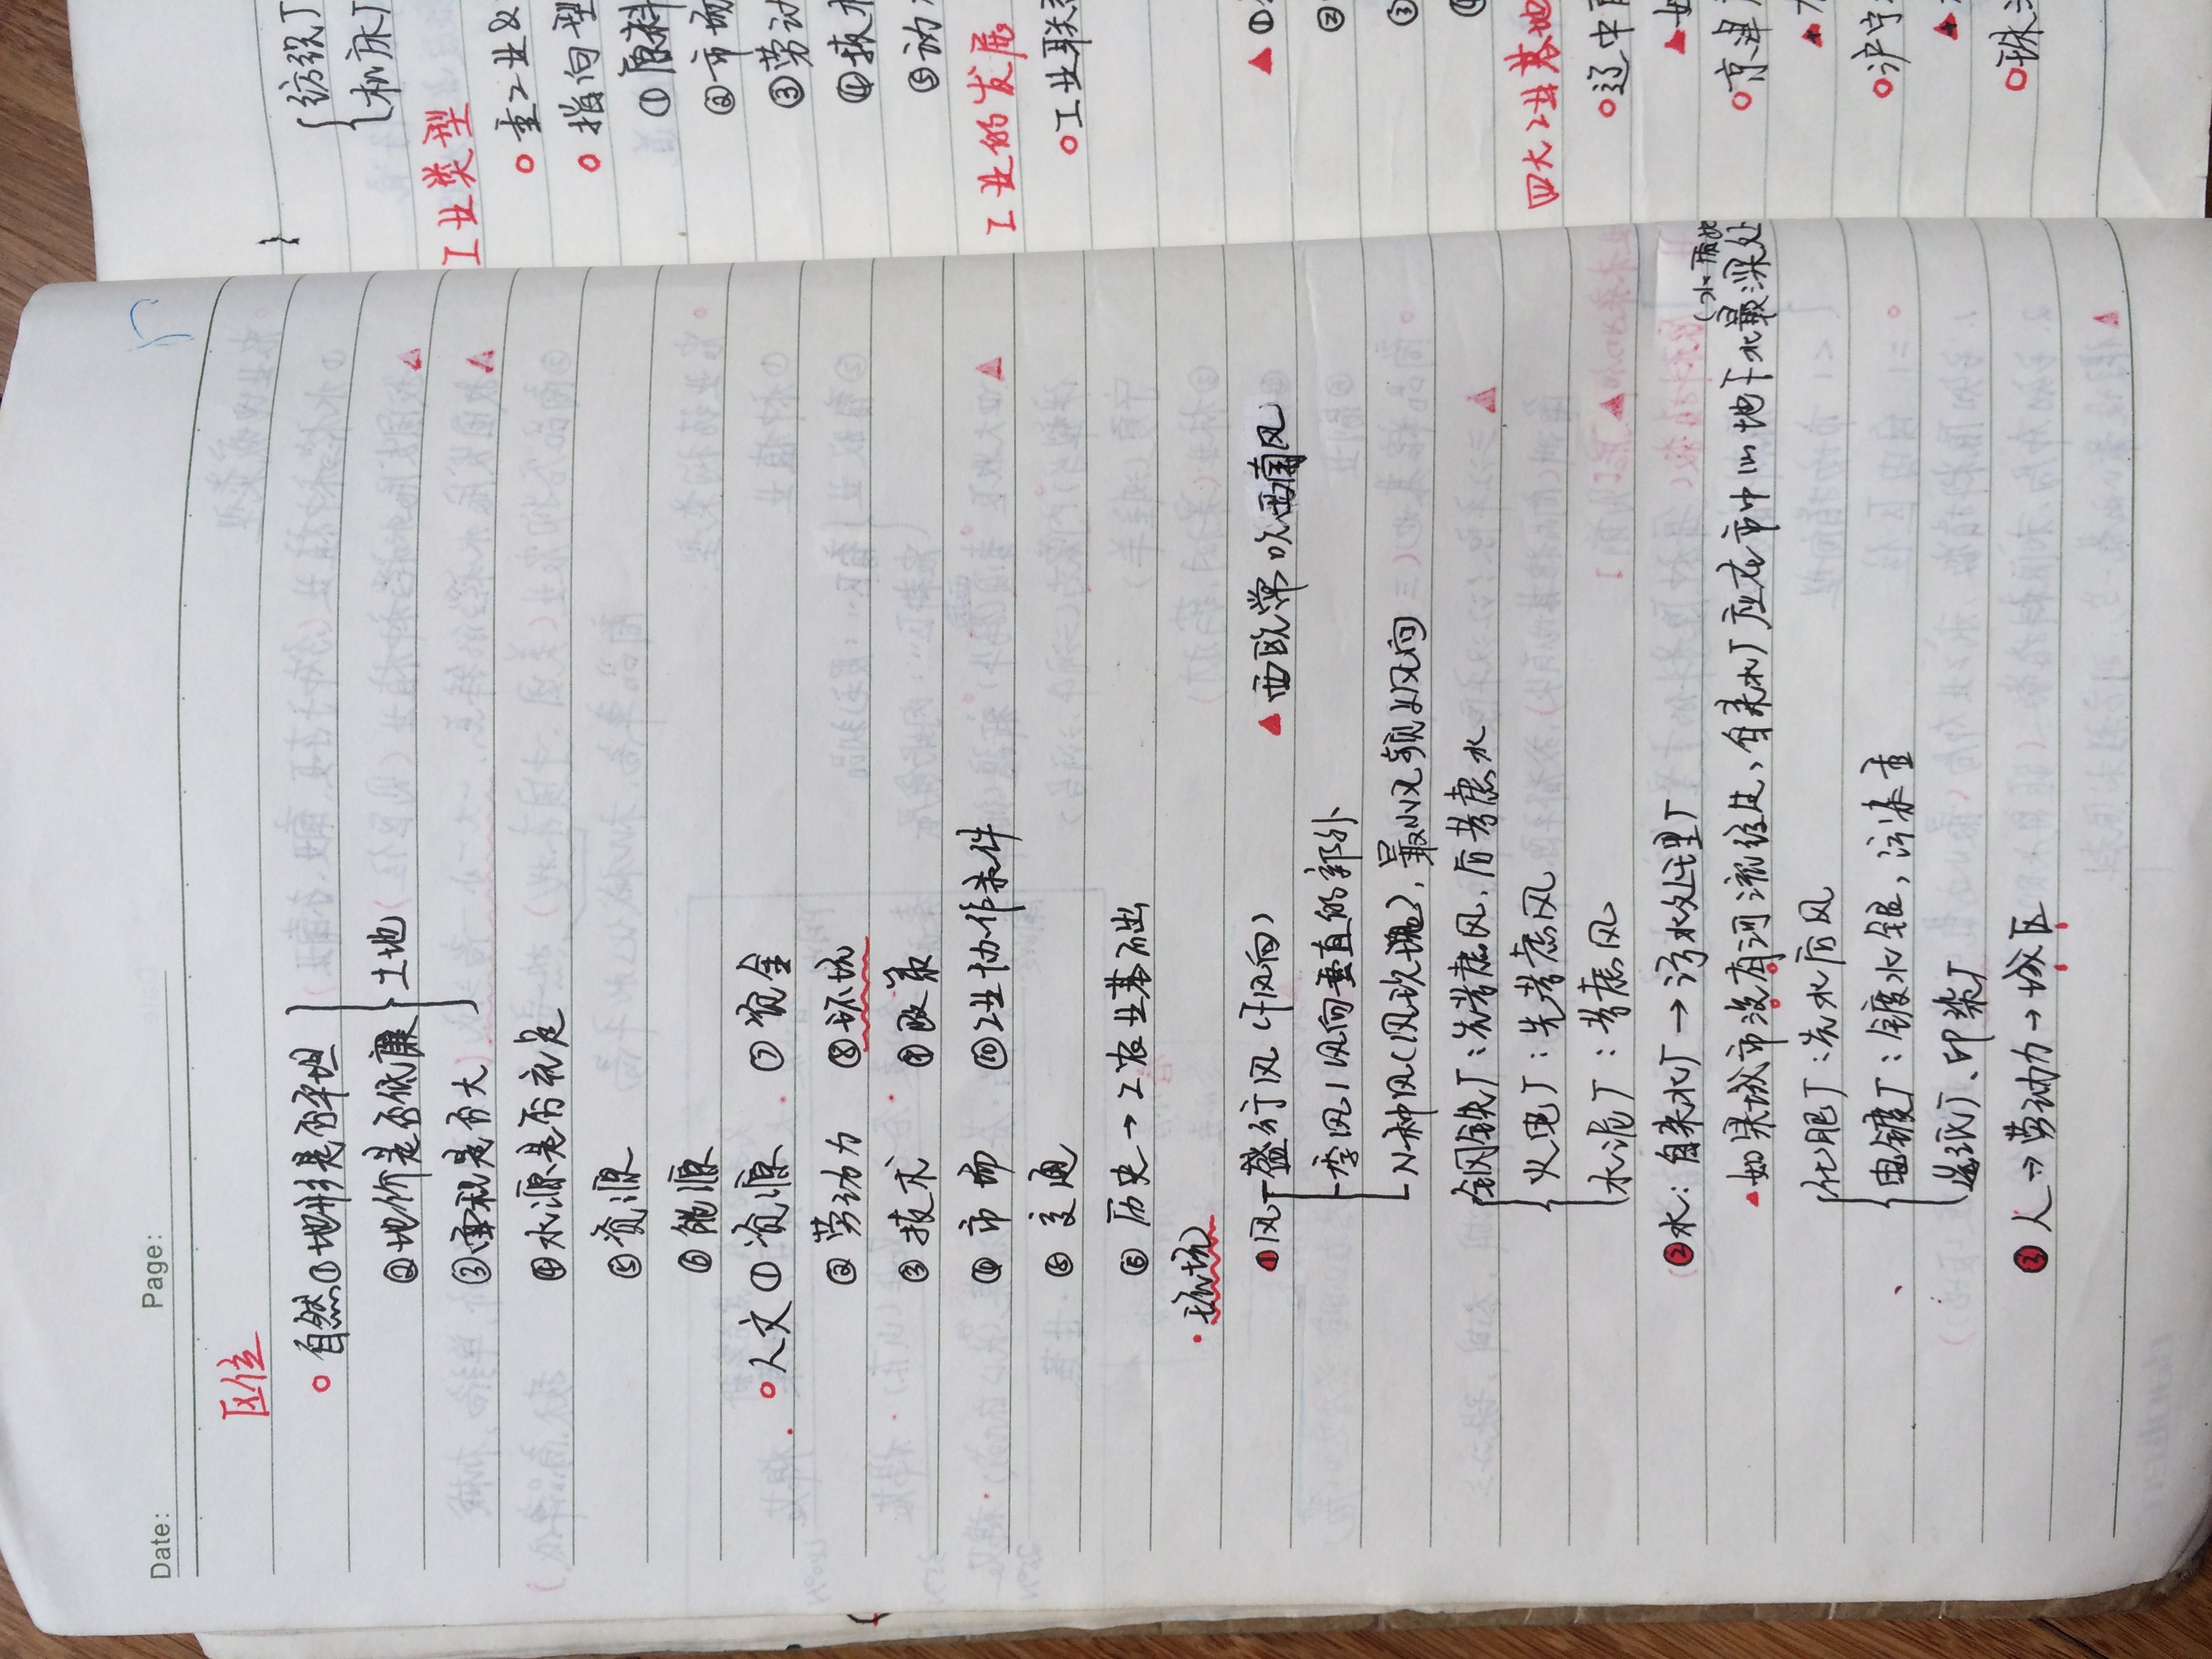 Date: Page:
区位
自然①地形是否平坦
②地价是否低廉 土地
③面积是否大
④水源是否充足
⑤资源
⑥能源
人文①资源 ⑦资金
②劳动力 ⑧环境
③技术 ⑨政策
④市场 ⑩工业协作条件
⑤交通
⑥历史→工农业基础
环境
①风 盛行风(下风向) ▲西欧常吹西南风
季风/风向垂直的郊外
N种风(风玫瑰),最小风频上风向
钢铁厂:先考虑风,后考虑水
火电厂:先考虑风
水泥厂:考虑风
②水:自来水厂→污水处理厂
(水质
▲如果城市没有河流经过,自来水厂应在市中心地下水最深处
化肥厂:先水后风
电镀厂:镀水银,污染重
造纸厂、印染厂
③人→劳动力→城区
纺织厂
机床厂
工业类型
重工业&
指向型
①原料
②市场
③劳动
④技术
⑤动
工业的发展
工业联系
▲①
②
③
④
四大工业基地
辽中南
京津
沪宁
珠